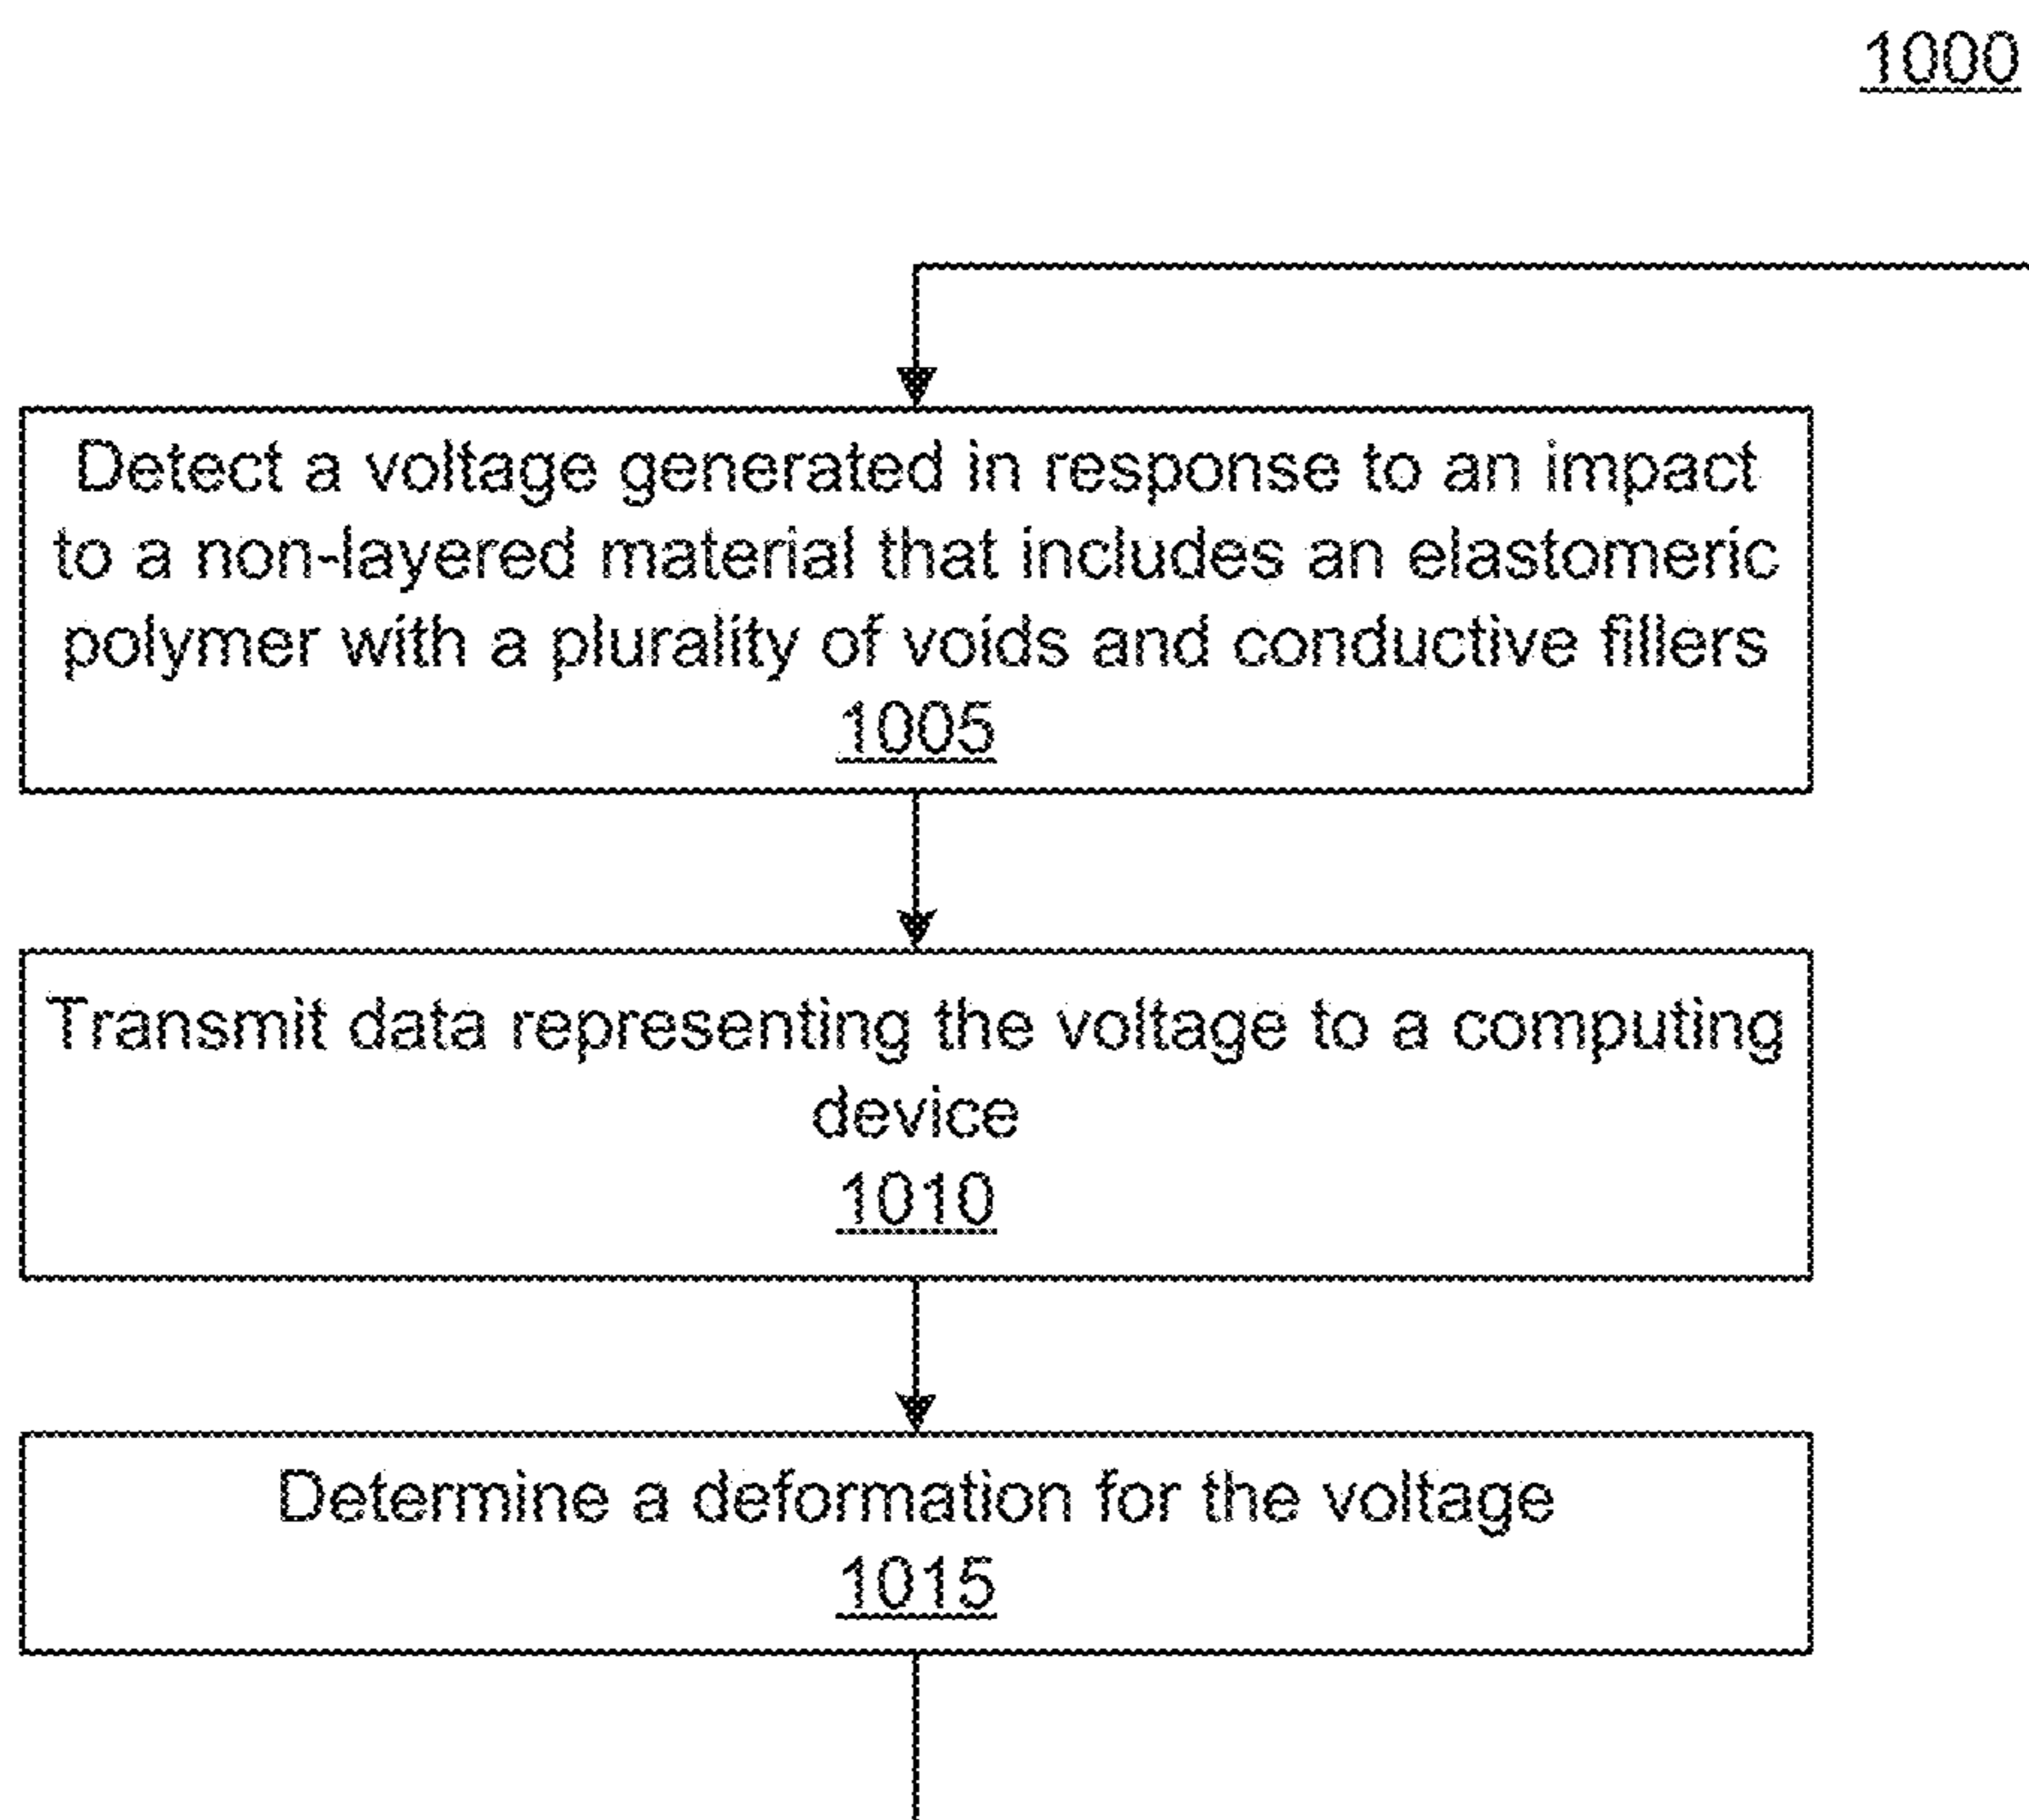 1000
Detect a voltage generated in response to an impact
to a non-layered material that includes an elastomeric
polymer with a plurality of voids and conductive fillers
1005
Transmit data representing the voltage to a computing
device
1010
Determine a deformation for the voltage
1015